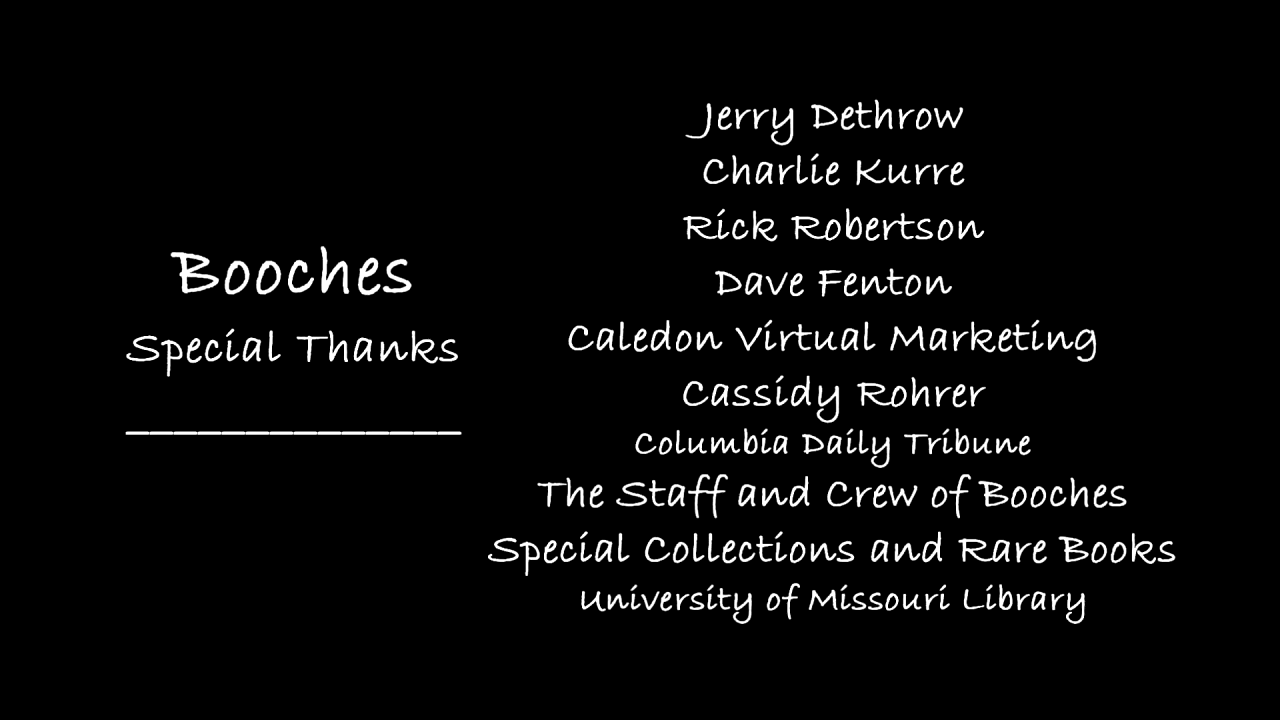 Booches
Special Thanks
______________
Jerry Dethrow
Charlie Kurre
Rick Robertson
Dave Fenton
Caledon Virtual Marketing
Cassidy Rohrer
Columbia Daily Tribune
The Staff and Crew of Booches
Special Collections and Rare Books
University of Missouri Library